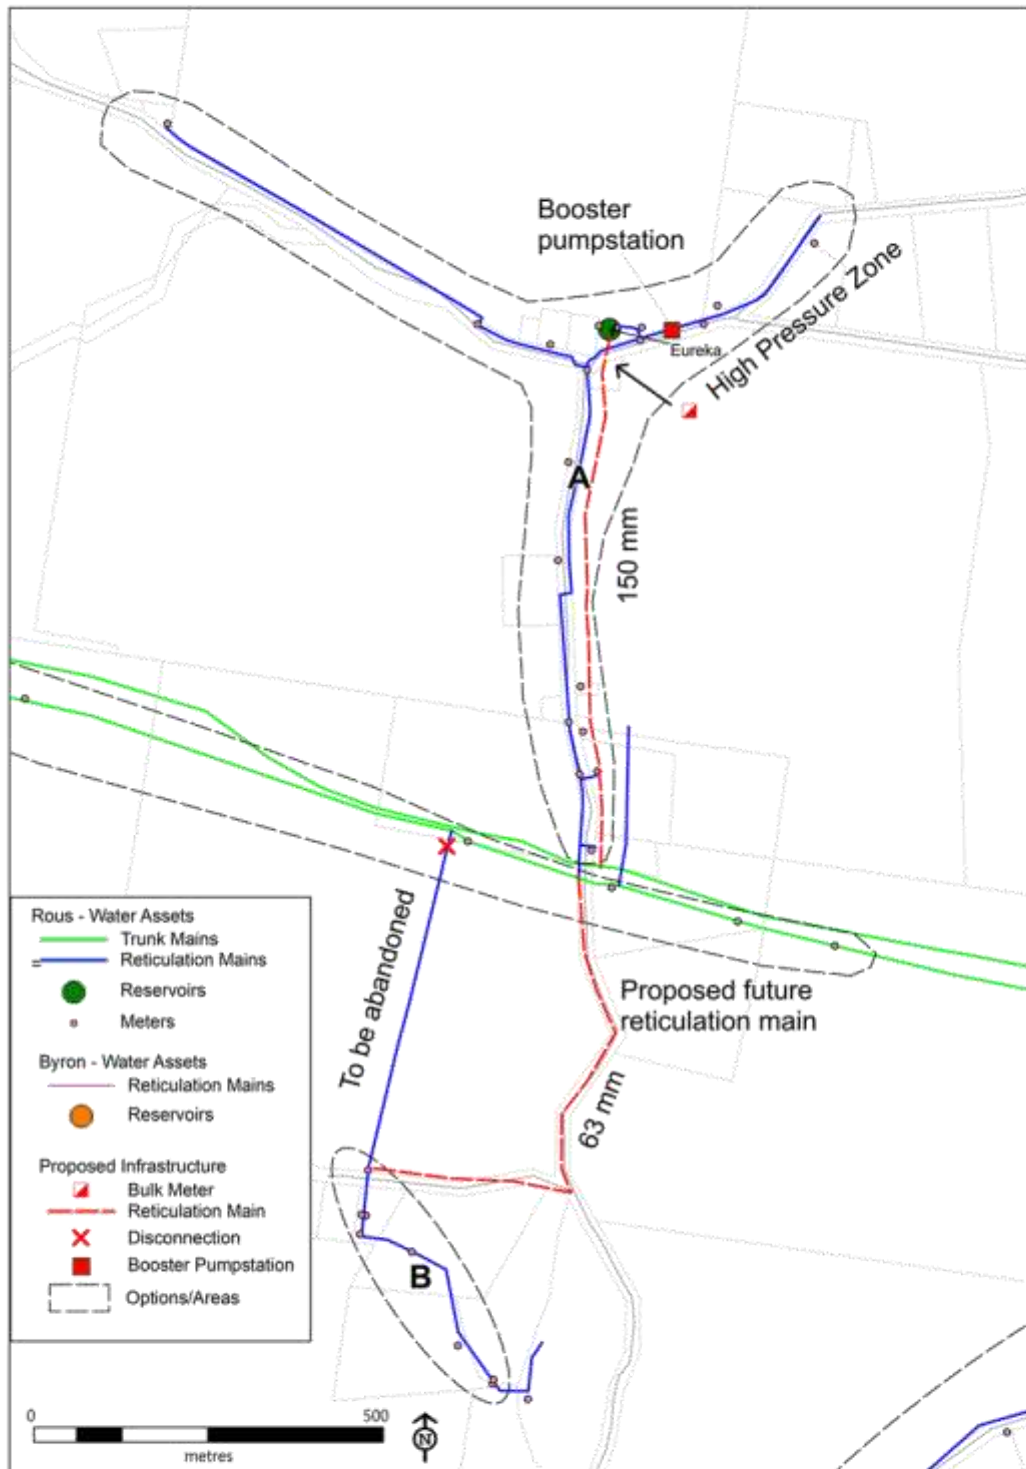 Booster
pumpstation
High Pressure Zone
Eureka
A
150 mm
To be abandoned
Proposed future
reticulation main
63 mm
B
Rous - Water Assets
Trunk Mains
Reticulation Mains
Reservoirs
Meters
Byron - Water Assets
Reticulation Mains
Reservoirs
Proposed Infrastructure
Bulk Meter
Reticulation Main
Disconnection
Booster Pumpstation
Options/Areas
0 500
metres
N